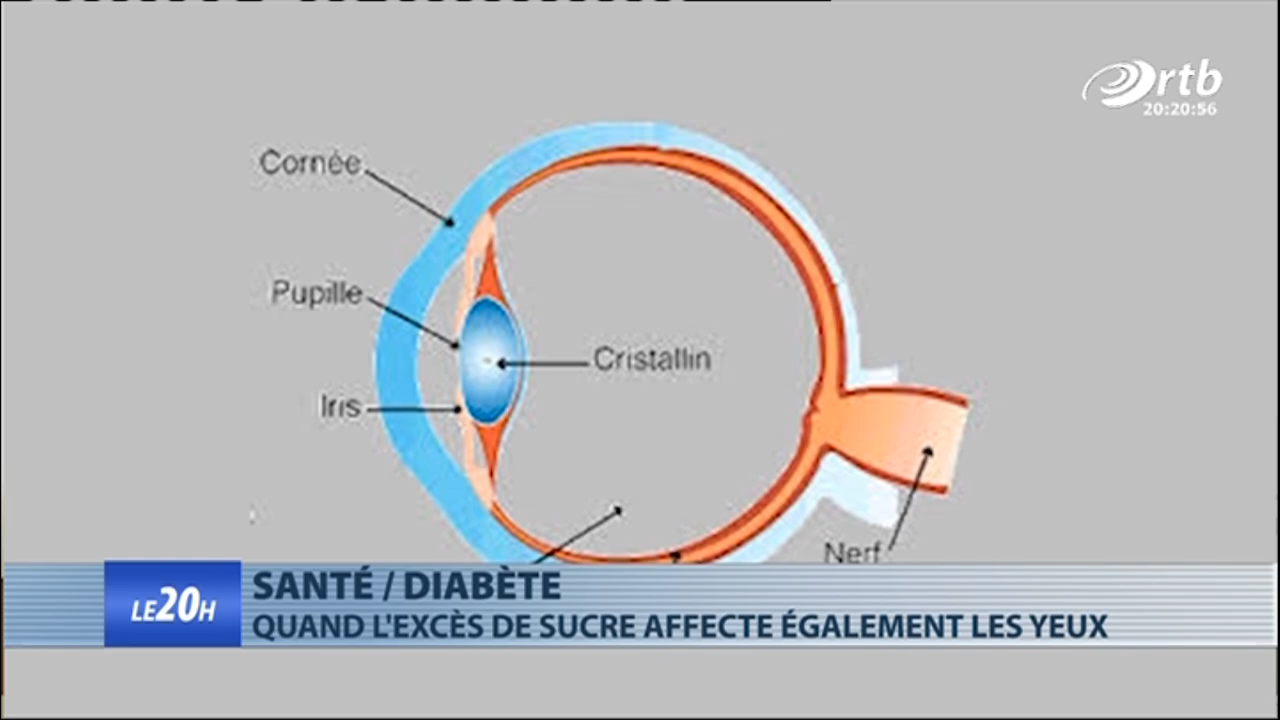 rtb
20:20:56
Cornée
Pupille
Cristallin
Iris
Nerf
LE20H
SANTÉ / DIABÈTE
QUAND L'EXCÈS DE SUCRE AFFECTE ÉGALEMENT LES YEUX